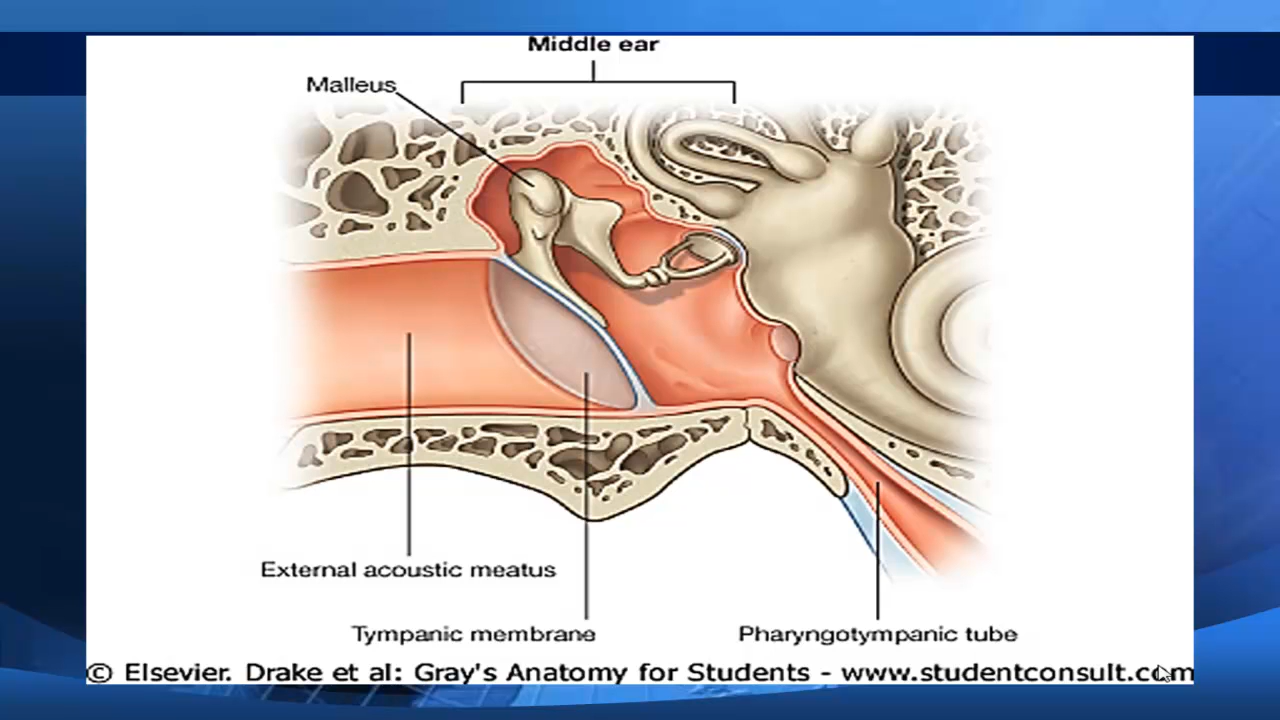 Middle ear
Malleus
External acoustic meatus
Tympanic membrane
Pharyngotympanic tube
© Elsevier. Drake et al: Gray's Anatomy for Students - www.studentconsult.com